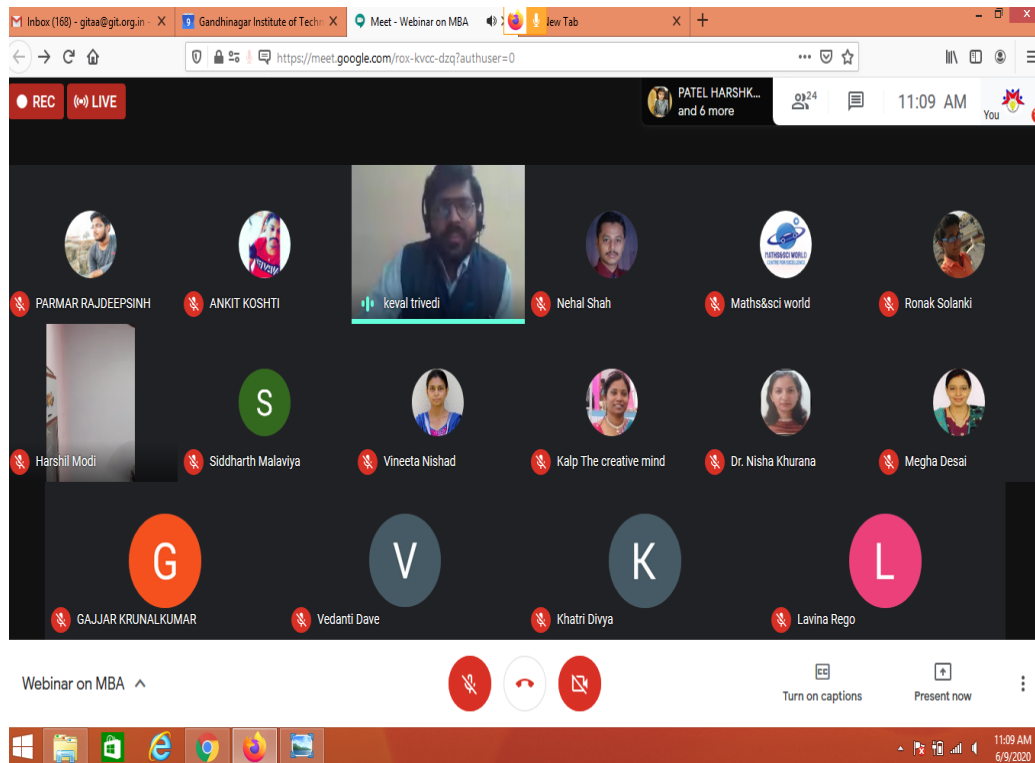 Inbox (168) - gitaa@git.org.in -
Gandhinagar Institute of Techn
Meet - Webinar on MBA
New Tab
https://meet.google.com/rox-kvcc-dzq?authuser=0
REC
LIVE
PATEL HARSHK...
and 6 more
24
11:09 AM
You
PARMAR RAJDEEPSINH
ANKIT KOSHTI
keval trivedi
Nehal Shah
MATHS&SCI WORLD
Maths&sci world
Ronak Solanki
Harshil Modi
S
Siddharth Malaviya
Vineeta Nishad
Kalp The creative mind
Dr. Nisha Khurana
Megha Desai
G
GAJJAR KRUNALKUMAR
V
Vedanti Dave
K
Khatri Divya
L
Lavina Rego
Webinar on MBA
CC
Turn on captions
Present now
11:09 AM
6/9/2020